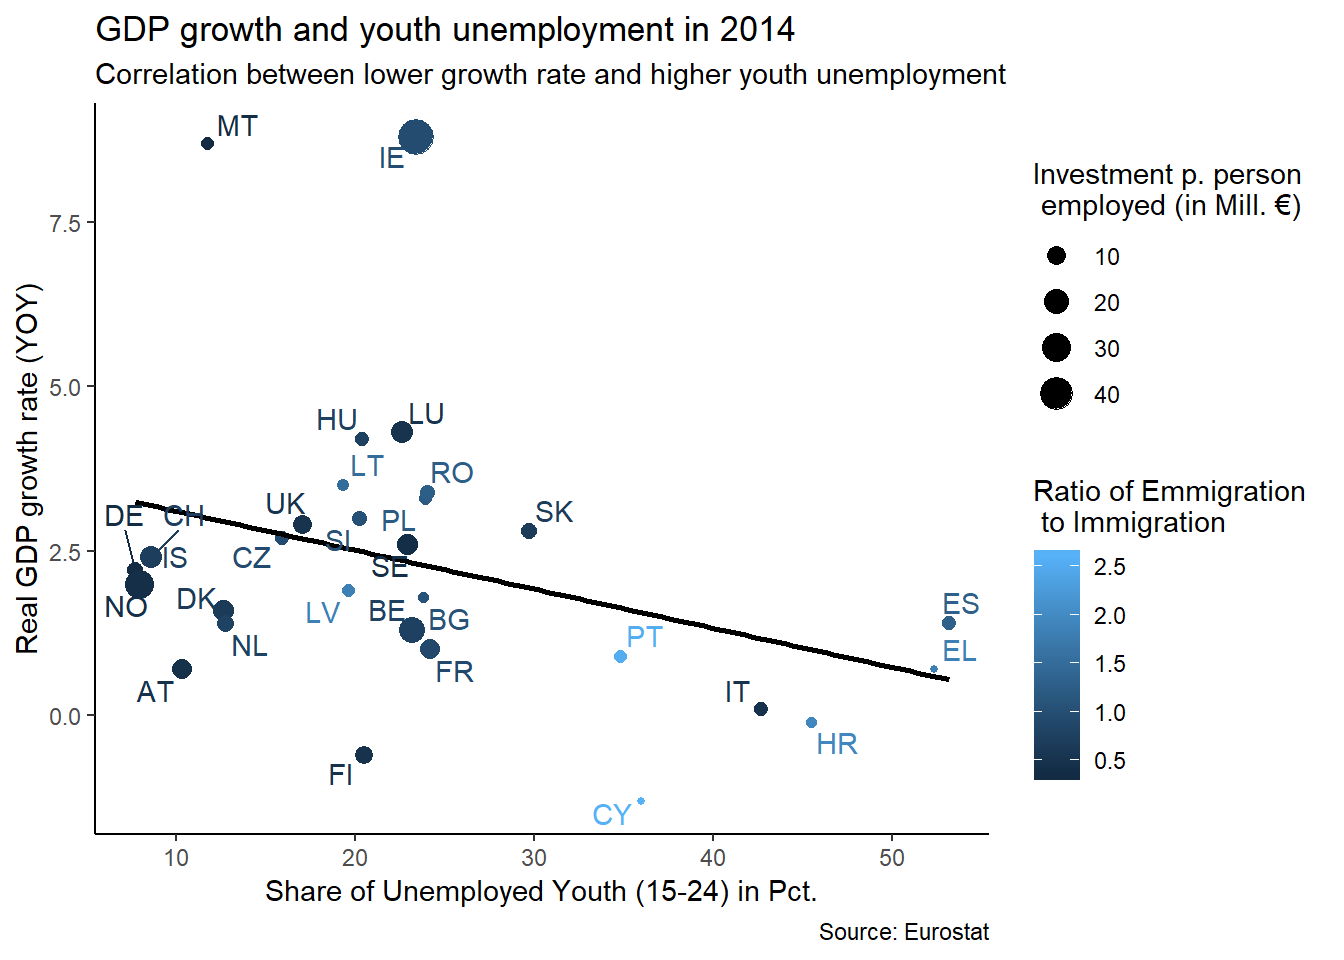 GDP growth and youth unemployment in 2014
Correlation between lower growth rate and higher youth unemployment
Real GDP growth rate (YOY)
7.5
5.0
2.5
0.0
MT
IE
HU
LU
LT
RO
UK
SK
DE
CH
PL
SI
CZ
IS
SE
NO
DK
LV
BE
BG
NL
FR
AT
PT
ES
EL
IT
HR
FI
CY
10
20
30
40
50
Share of Unemployed Youth (15-24) in Pct.
Source: Eurostat
Investment p. person
employed (in Mill. €)
10
20
30
40
Ratio of Emmigration
to Immigration
2.5
2.0
1.5
1.0
0.5